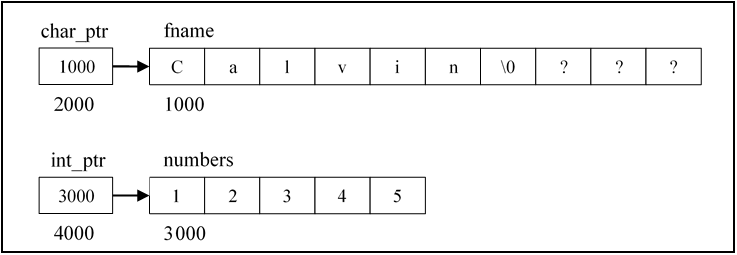 char_ptr fname
1000 C a l v i n \0 ? ? ?
2000 1000
int_ptr numbers
3000 1 2 3 4 5
4000 3000